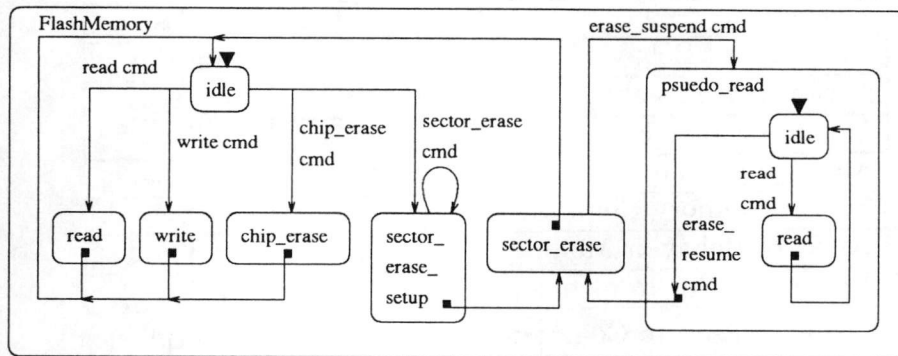 FlashMemory
erase_suspend cmd
read cmd
idle
psuedo_read
write cmd
chip_erase
cmd
sector_erase
cmd
idle
read
cmd
read
write
chip_erase
sector_
erase_
setup
sector_erase
erase_
resume
cmd
read